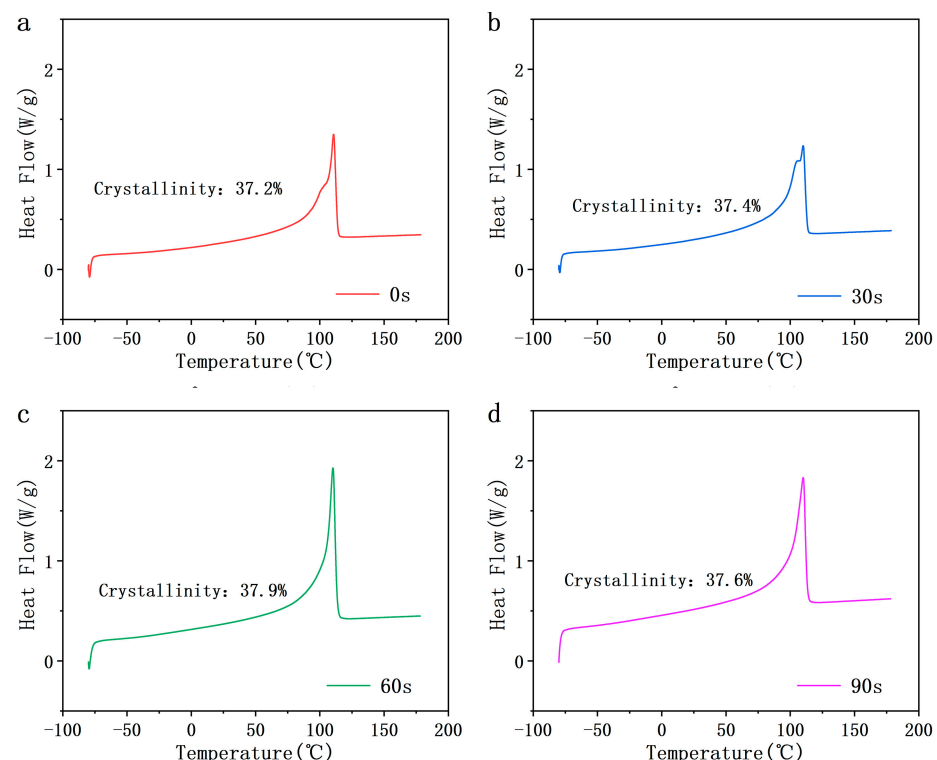 a
Heat Flow(W/g)
2
1
0
Crystallinity: 37.2%
0s
-100 -50 0 50 100 150 200
Temperature(℃)
b
Heat Flow(W/g)
2
1
0
Crystallinity: 37.4%
30s
-100 -50 0 50 100 150 200
Temperature(℃)
c
Heat Flow(W/g)
2
1
0
Crystallinity: 37.9%
60s
-100 -50 0 50 100 150 200
Temperature(℃)
d
Heat Flow(W/g)
2
1
0
Crystallinity: 37.6%
90s
-100 -50 0 50 100 150 200
Temperature(℃)